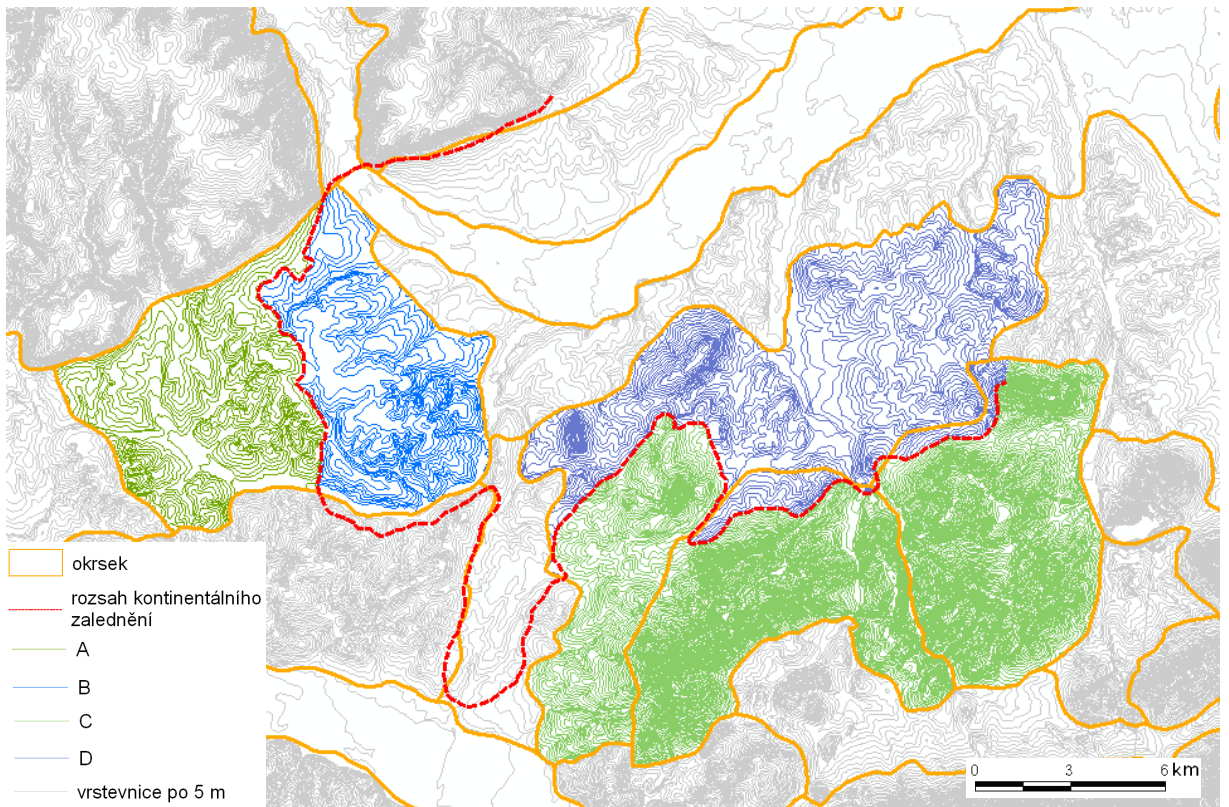 okrsek
rozsah kontinentálního
zalednění
A
B
C
D
vrstevnice po 5 m
0 3 6 km